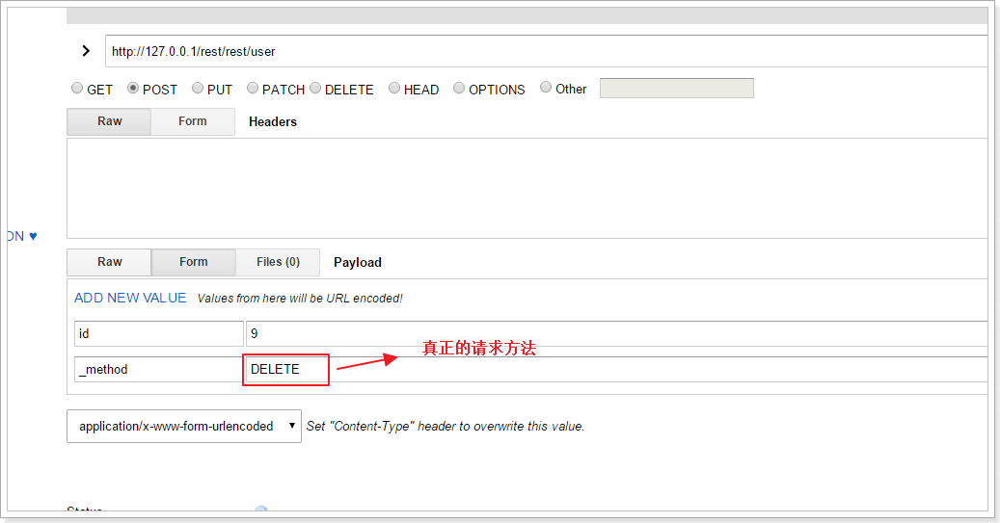 http://127.0.0.1/rest/rest/user
GET POST PUT PATCH DELETE HEAD OPTIONS Other
Raw Form Headers
ON ♥
Raw Form Files (0) Payload
ADD NEW VALUE Values from here will be URL encoded!
id 9
真正的请求方法
_method DELETE
application/x-www-form-urlencoded Set "Content-Type" header to overwrite this value.
Status